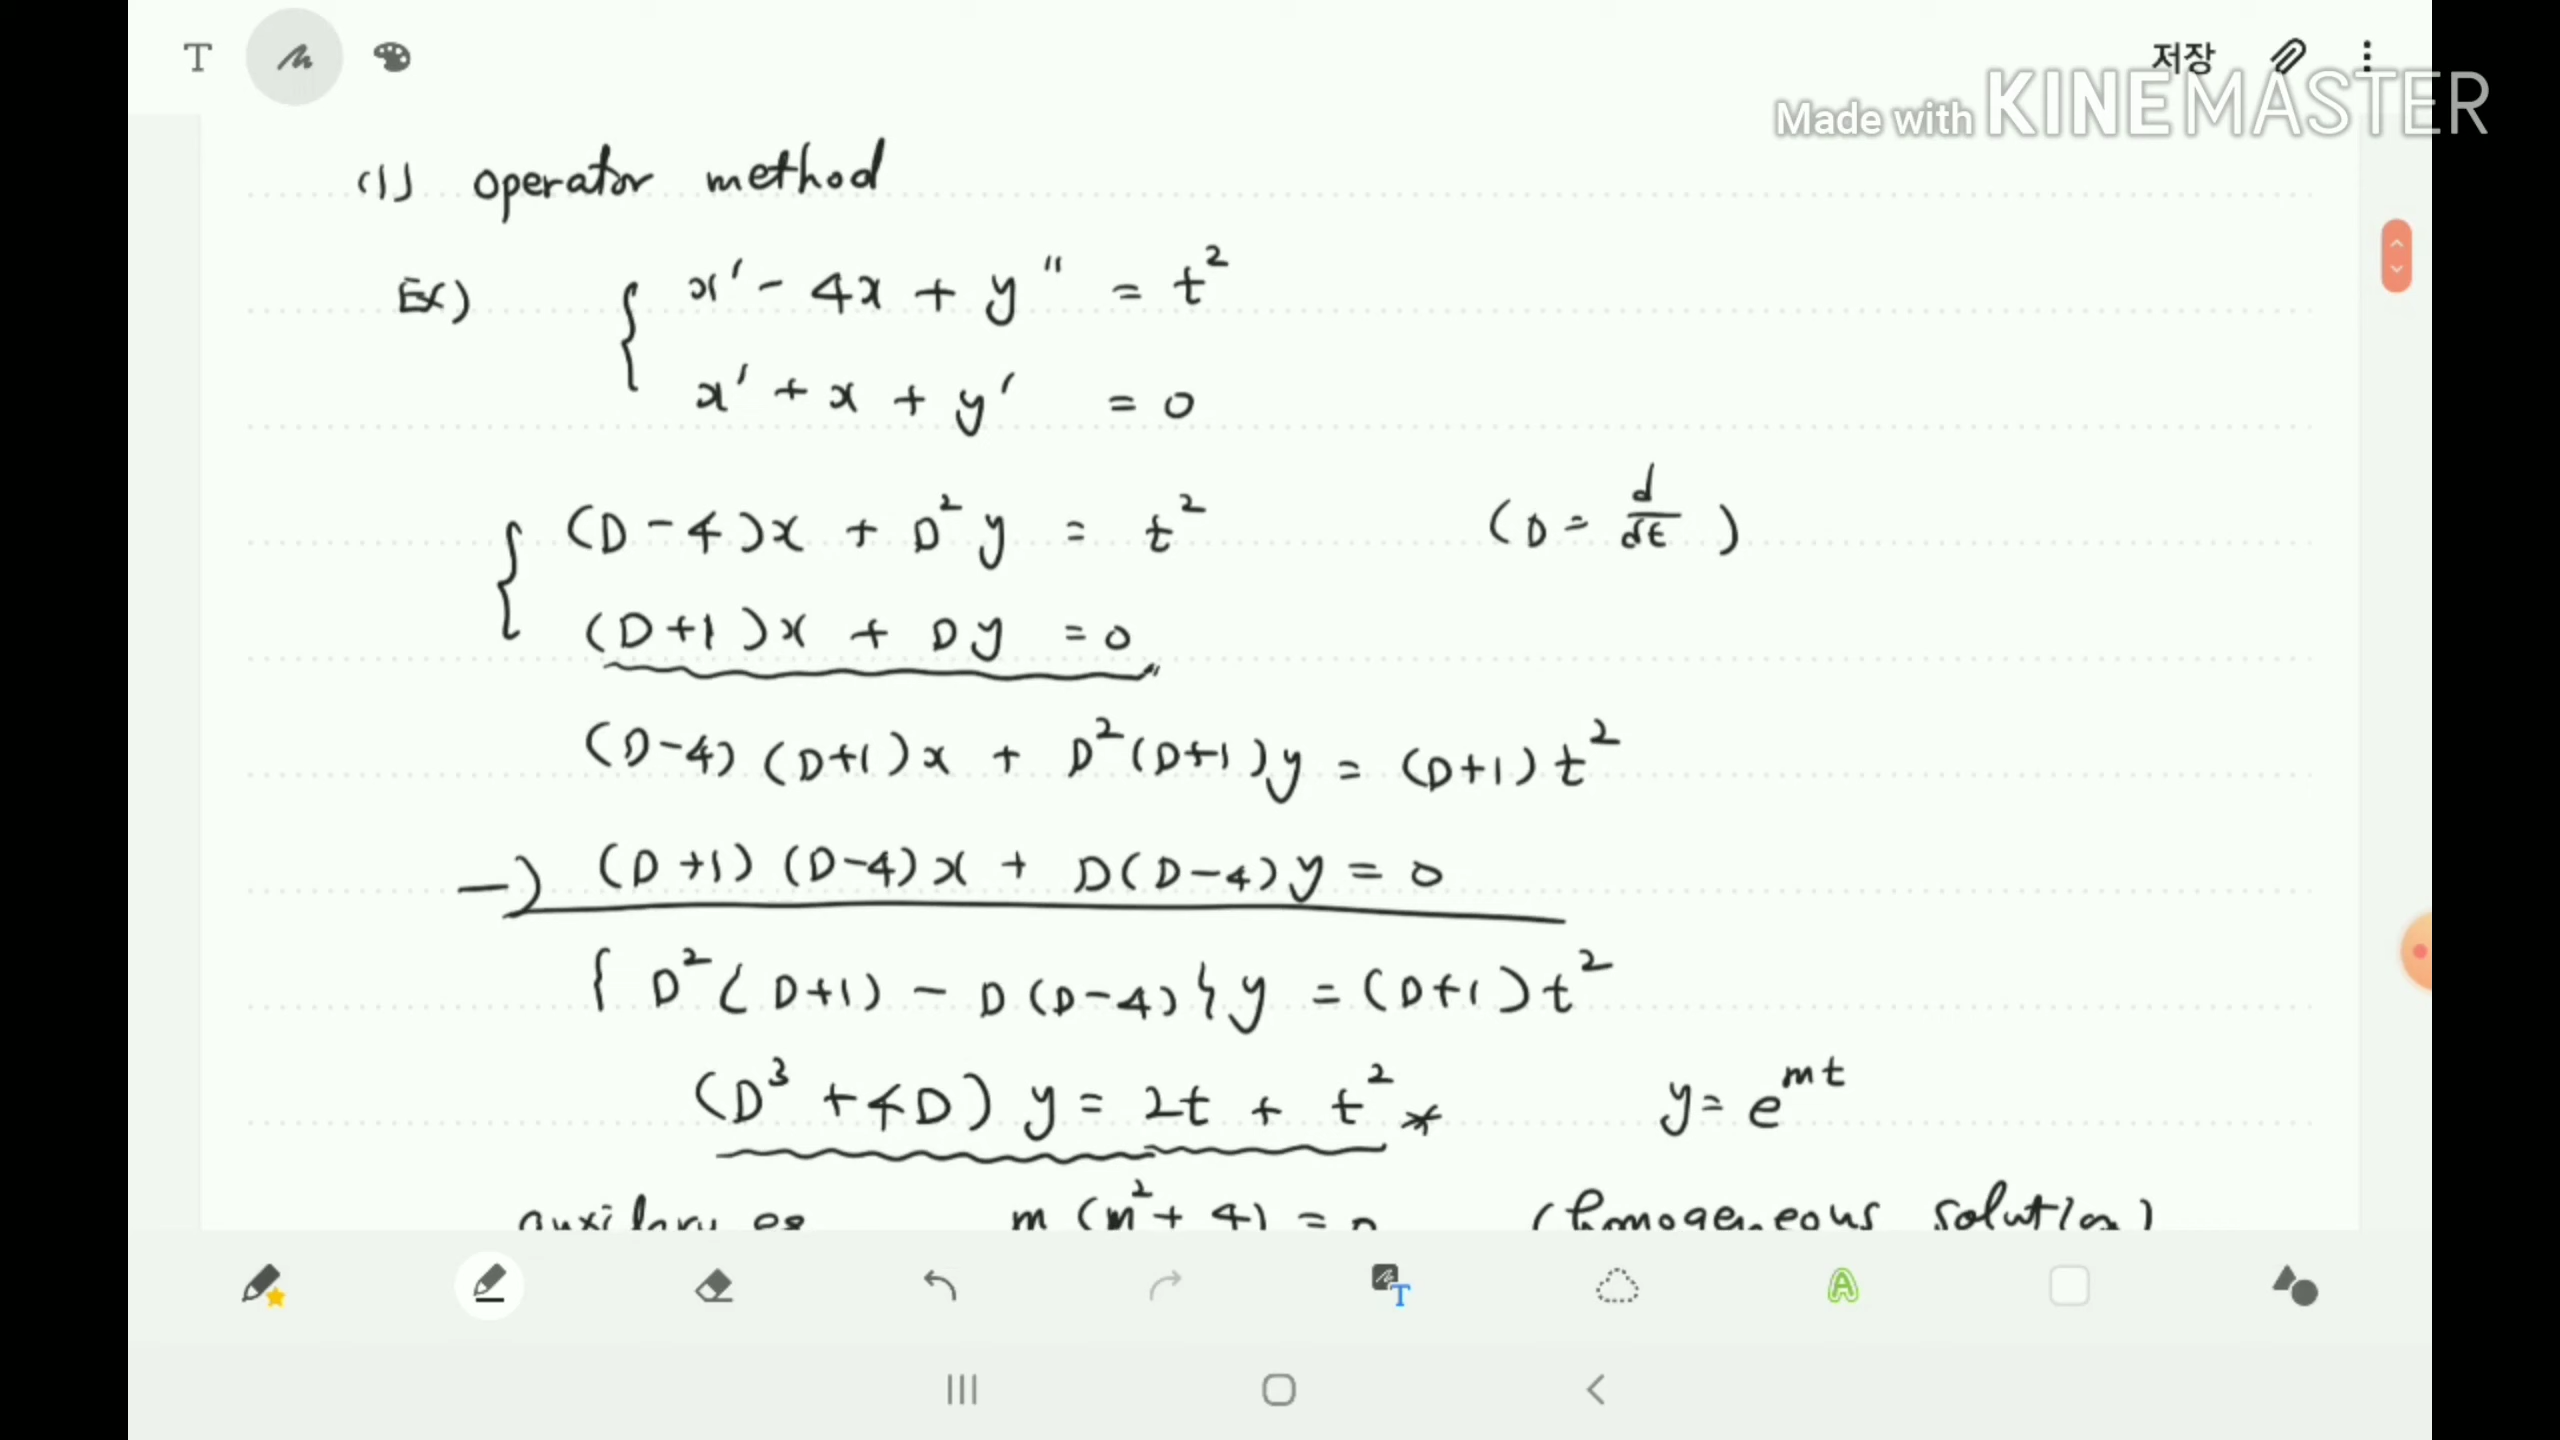 T
저장
Made with KINEMASTER
(1) operator method
Ex) { x' - 4x + y'' = t²
x' + x + y' = 0
{ (D-4)x + D²y = t² (D = d/dt)
(D+1)x + Dy = 0
(D-4)(D+1)x + D²(D+1)y = (D+1)t²
-) (D+1)(D-4)x + D(D-4)y = 0
{ D²(D+1) - D(D-4) } y = (D+1)t²
(D³ + 4D) y = 2t + t² * y = e^{mt}
auxilary eq m(m² + 4) = 0 (homogeneous solution)
T
A